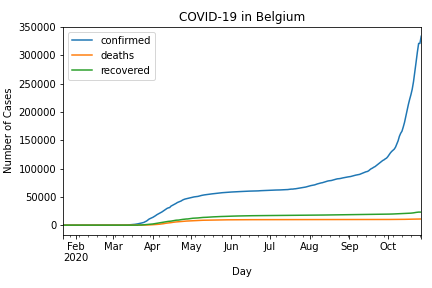 COVID-19 in Belgium
350000
300000
250000
200000
150000
100000
50000
0
Number of Cases
confirmed
deaths
recovered
Feb Mar Apr May Jun Jul Aug Sep Oct
2020
Day